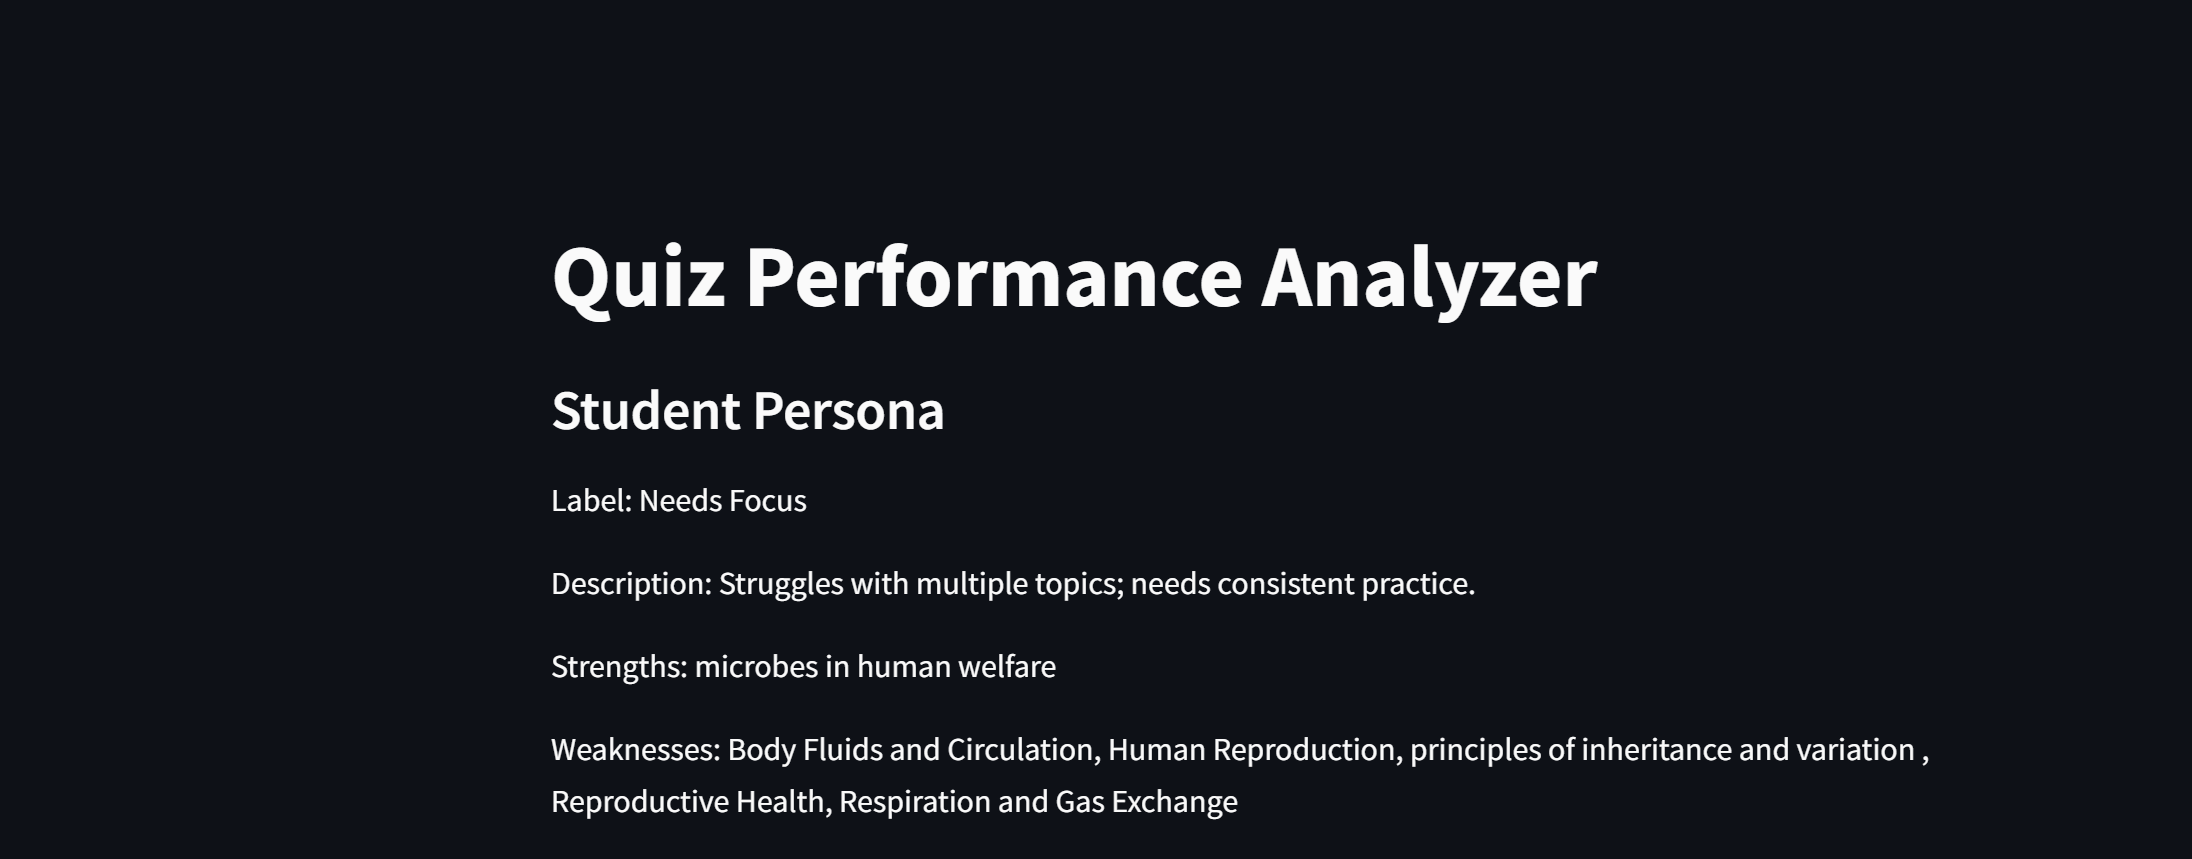 Quiz Performance Analyzer
Student Persona
Label: Needs Focus
Description: Struggles with multiple topics; needs consistent practice.
Strengths: microbes in human welfare
Weaknesses: Body Fluids and Circulation, Human Reproduction, principles of inheritance and variation ,
Reproductive Health, Respiration and Gas Exchange